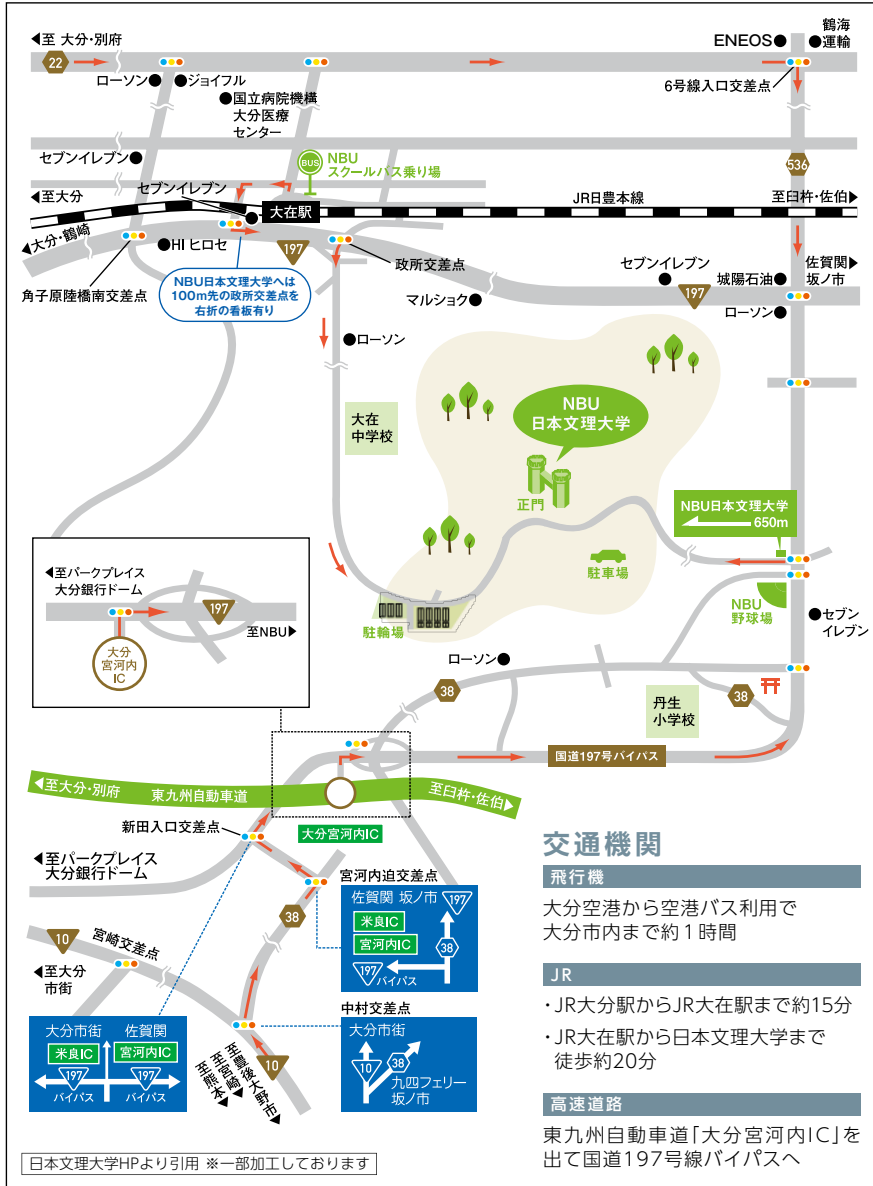 ◀至 大分・別府
22
ローソン
ジョイフル
国立病院機構
大分医療
センター
ENEOS
鶴海
運輸
6号線入口交差点
セブンイレブン
BUS
NBU
スクールバス乗り場
536
◀至大分
セブンイレブン
大在駅
JR日豊本線
至臼杵・佐伯▶
◀大分・鶴崎
HI ヒロセ
197
政所交差点
角子原陸橋南交差点
NBU日本文理大学へは
100m先の政所交差点を
右折の看板有り
マルショク
セブンイレブン
城陽石油
佐賀関▶
坂ノ市
197
ローソン
ローソン
大在
中学校
NBU
日本文理大学
正門
NBU日本文理大学
650m
駐車場
駐輪場
NBU
野球場
セブン
イレブン
◀至パークプレイス
大分銀行ドーム
197
至NBU▶
大分
宮河内
IC
ローソン
38
丹生
小学校
38
国道197号バイパス
◀至大分・別府
東九州自動車道
至臼杵・佐伯▶
大分宮河内IC
新田入口交差点
◀至パークプレイス
大分銀行ドーム
宮河内迫交差点
38
佐賀関 坂ノ市 197
米良IC
宮河内IC
38
197
バイパス
10
宮崎交差点
◀至大分
市街
中村交差点
大分市街
10
38
九四フェリー
坂ノ市
10
至豊後大野市▶
至宮崎▶
至熊本▶
大分市街
佐賀関
米良IC
宮河内IC
197
197
バイパス
バイパス
交通機関
飛行機
大分空港から空港バス利用で
大分市内まで約1時間
JR
・JR大分駅からJR大在駅まで約15分
・JR大在駅から日本文理大学まで
徒歩約20分
高速道路
東九州自動車道「大分宮河内IC」を
出て国道197号線バイパスへ
日本文理大学HPより引用 ※一部加工しております